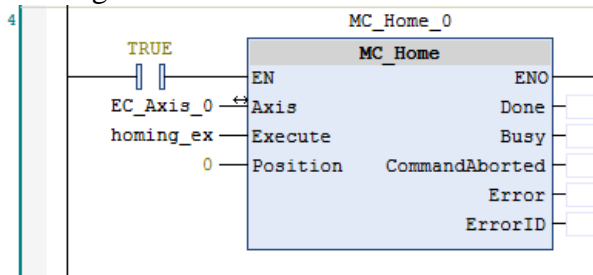 4
MC_Home_0
TRUE
MC_Home
EN ENO
EC_Axis_0 Axis Done
homing_ex Execute Busy
0 Position CommandAborted
Error
ErrorID